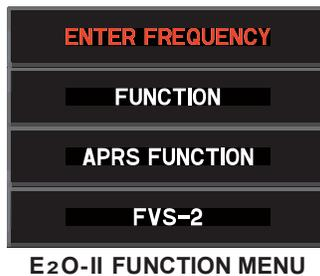 ENTER FREQUENCY
FUNCTION
APRS FUNCTION
FVS-2
E2O-II FUNCTION MENU